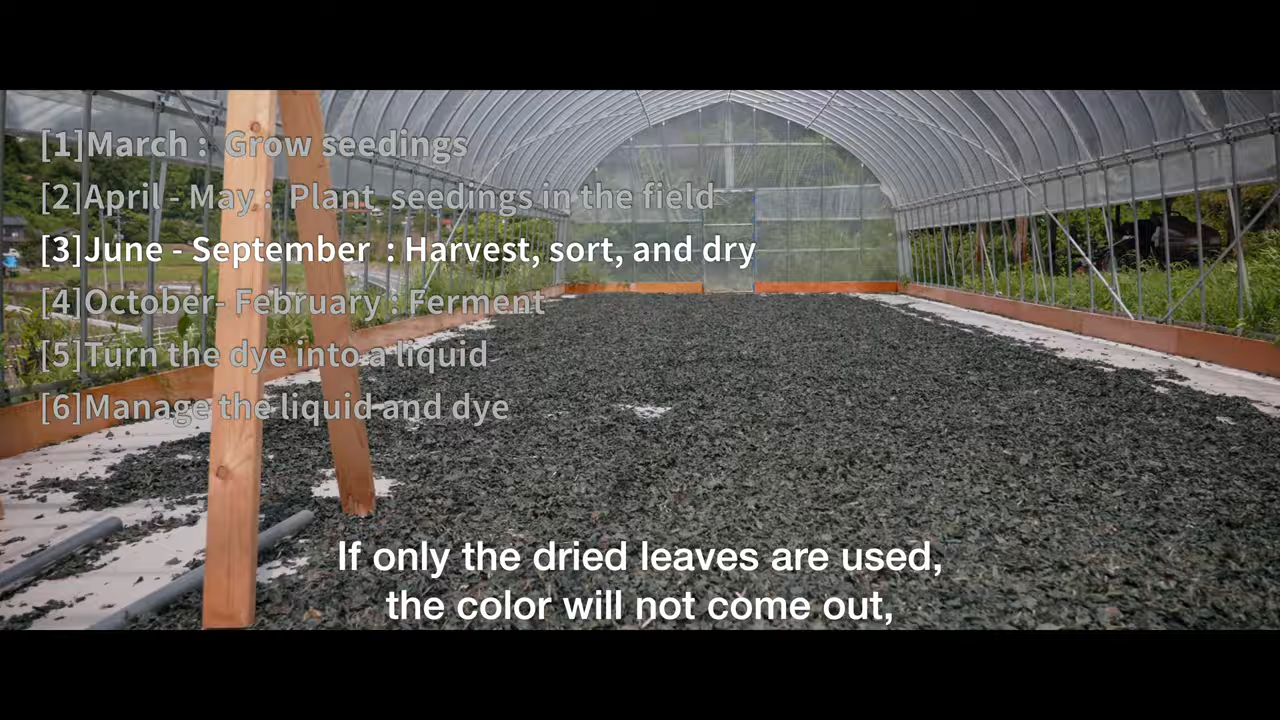 [1]March :  Grow seedings
[2]April - May :  Plant  seedings in the field
[3]June - September  : Harvest, sort, and dry
[4]October- February : Ferment
[5]Turn the dye into a liquid
[6]Manage the liquid and dye
If only the dried leaves are used,
the color will not come out,